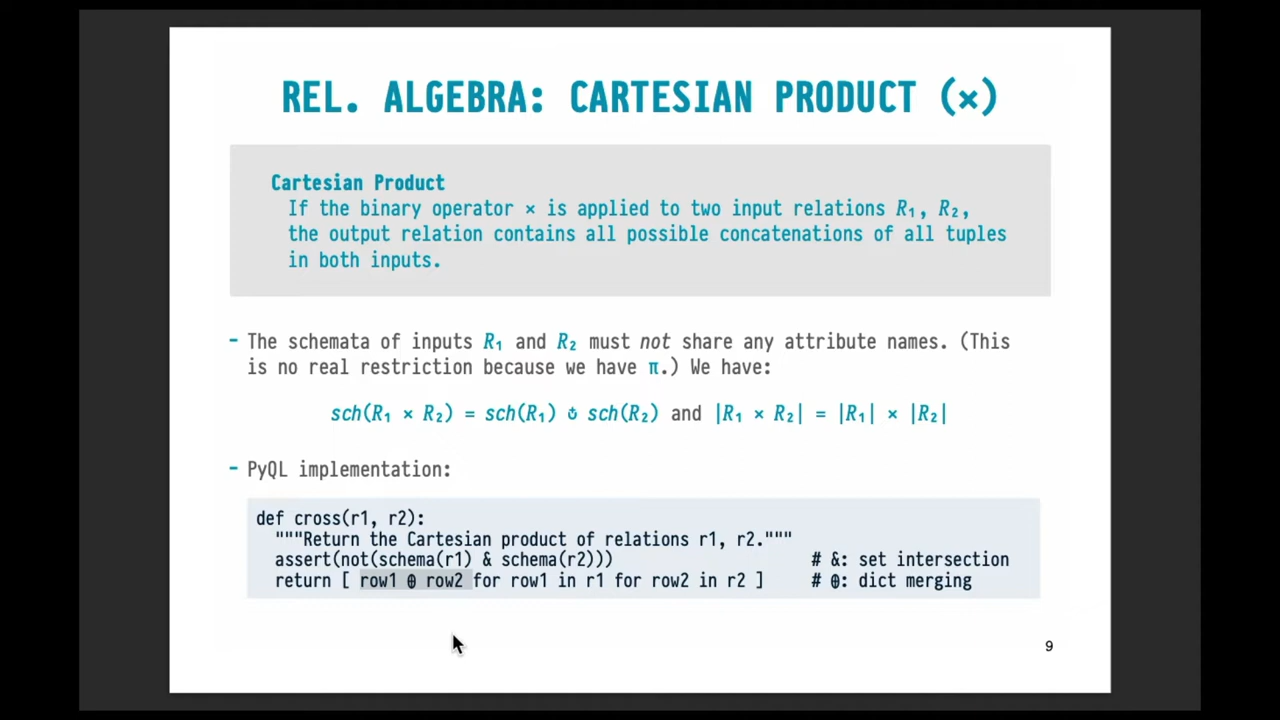 REL. ALGEBRA: CARTESIAN PRODUCT (×)
Cartesian Product
If the binary operator × is applied to two input relations R₁, R₂,
the output relation contains all possible concatenations of all tuples
in both inputs.
- The schemata of inputs R₁ and R₂ must not share any attribute names. (This
is no real restriction because we have π.) We have:
sch(R₁ × R₂) = sch(R₁) ⊍ sch(R₂) and |R₁ × R₂| = |R₁| × |R₂|
- PyQL implementation:
def cross(r1, r2):
"""Return the Cartesian product of relations r1, r2."""
assert(not(schema(r1) & schema(r2))) # &: set intersection
return [ row1 ⊕ row2 for row1 in r1 for row2 in r2 ] # ⊕: dict merging
9